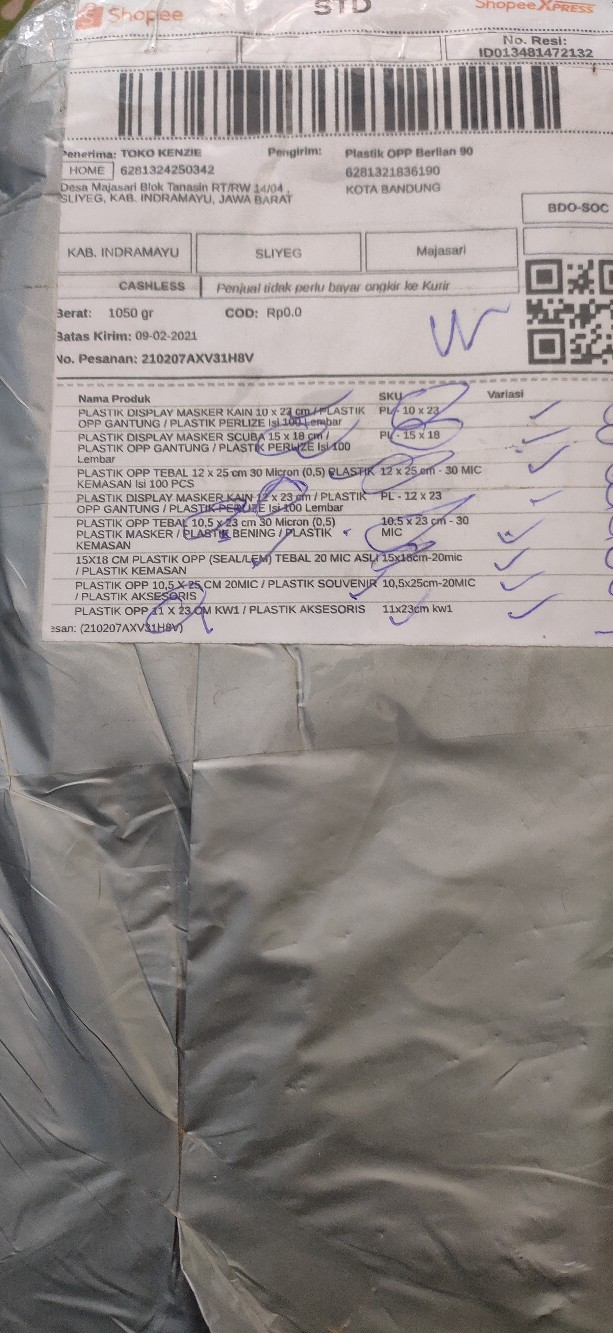 Shopee
STD
Shopee XPRESS
No. Resi:
ID013481472132
Penerima: TOKO KENZIE
HOME 6281324250342
Desa Majasari Blok Tanasin RT/RW 14/04 ,
SLIYEG, KAB. INDRAMAYU, JAWA BARAT
Pengirim: Plastik OPP Berlian 90
6281321836190
KOTA BANDUNG
BDO-SOC
KAB. INDRAMAYU SLIYEG Majasari
CASHLESS Penjual tidak perlu bayar ongkir ke Kurir
Berat: 1050 gr COD: Rp0.0
Batas Kirim: 09-02-2021
No. Pesanan: 210207AXV31H8V
Nama Produk SKU Variasi
PLASTIK DISPLAY MASKER KAIN 10 x 23 cm / PLASTIK PL - 10 x 23
OPP GANTUNG / PLASTIK PERLIZE Isi 100 Lembar
PLASTIK DISPLAY MASKER SCUBA 15 x 18 cm / PL - 15 x 18
PLASTIK OPP GANTUNG / PLASTIK PERLIZE Isi 100
Lembar
PLASTIK OPP TEBAL 12 x 25 cm 30 Micron (0,5) PLASTIK 12 x 25 cm - 30 MIC
KEMASAN Isi 100 PCS
PLASTIK DISPLAY MASKER KAIN 12 x 23 cm / PLASTIK PL - 12 x 23
OPP GANTUNG / PLASTIK PERLIZE Isi 100 Lembar
PLASTIK OPP TEBAL 10,5 x 23 cm 30 Micron (0,5) 10.5 x 23 cm - 30
PLASTIK MASKER / PLASTIK BENING / PLASTIK MIC
KEMASAN
15X18 CM PLASTIK OPP (SEAL/LEM) TEBAL 20 MIC ASLI 15x18cm-20mic
/ PLASTIK KEMASAN
PLASTIK OPP 10,5 X 25 CM 20MIC / PLASTIK SOUVENIR 10,5x25cm-20MIC
/ PLASTIK AKSESORIS
PLASTIK OPP 11 X 23 CM KW1 / PLASTIK AKSESORIS 11x23cm kw1
esan: (210207AXV31H8V)